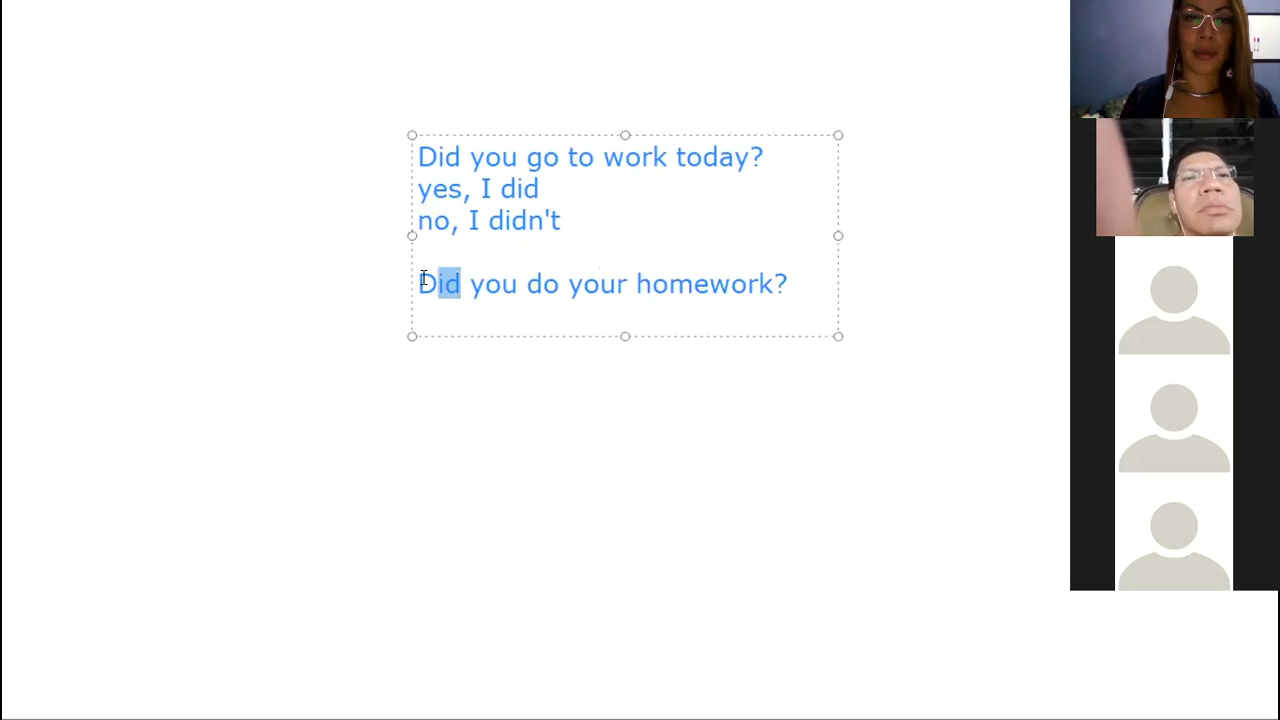 Did you go to work today?
yes, I did
no, I didn't
Did you do your homework?